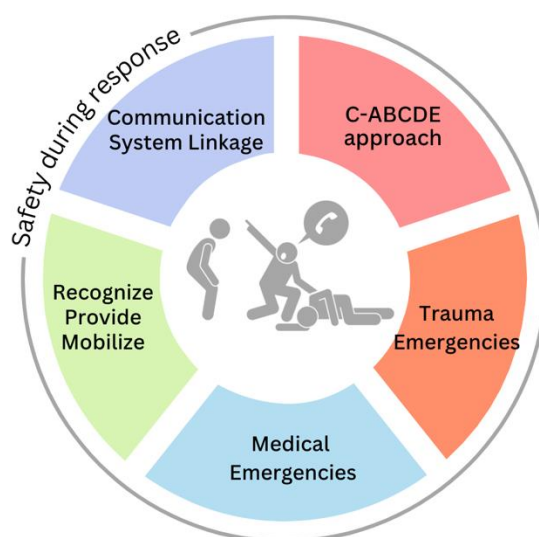 Safety during response
Communication
System Linkage
C-ABCDE
approach
Recognize
Provide
Mobilize
Trauma
Emergencies
Medical
Emergencies